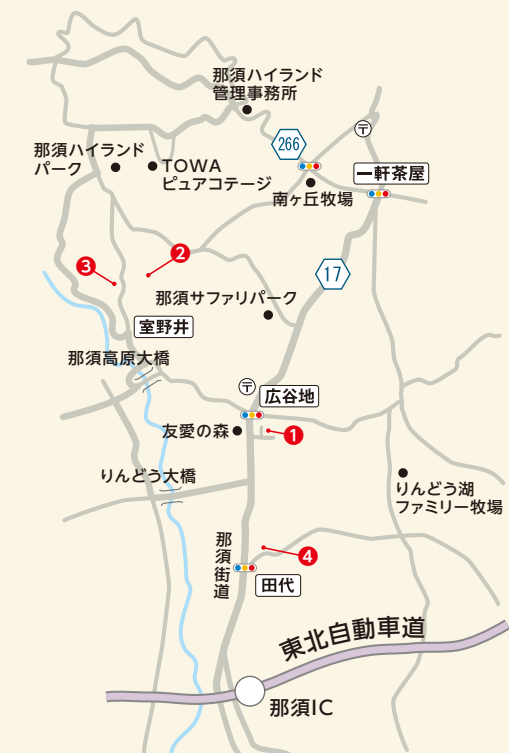 那須ハイランド
管理事務所
〒
266
那須ハイランド
パーク
TOWA
ピュアコテージ
一軒茶屋
南ヶ丘牧場
3
2
17
那須サファリパーク
室野井
那須高原大橋
〒
広谷地
友愛の森
1
りんどう大橋
りんどう湖
ファミリー牧場
那須街道
4
田代
東北自動車道
那須IC